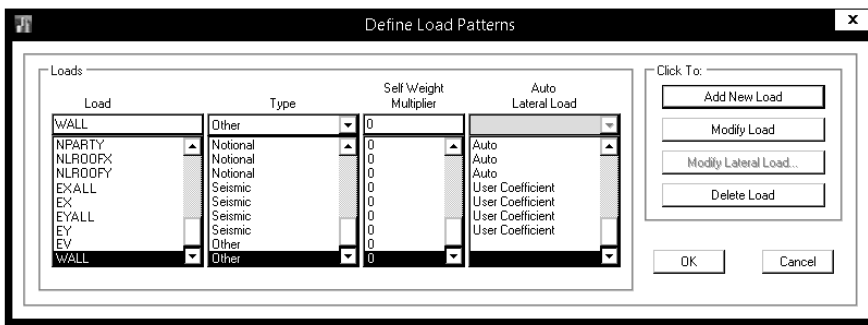 Define Load Patterns
x
Loads
Load Type Self Weight Multiplier Auto Lateral Load
WALL Other 0
NPARTY Notional 0 Auto
NLROOFX Notional 0 Auto
NLROOFY Notional 0 Auto
EXALL Seismic 0 User Coefficient
EX Seismic 0 User Coefficient
EYALL Seismic 0 User Coefficient
EY Seismic 0 User Coefficient
EV Other 0
WALL Other 0
Click To:
Add New Load
Modify Load
Modify Lateral Load...
Delete Load
OK Cancel